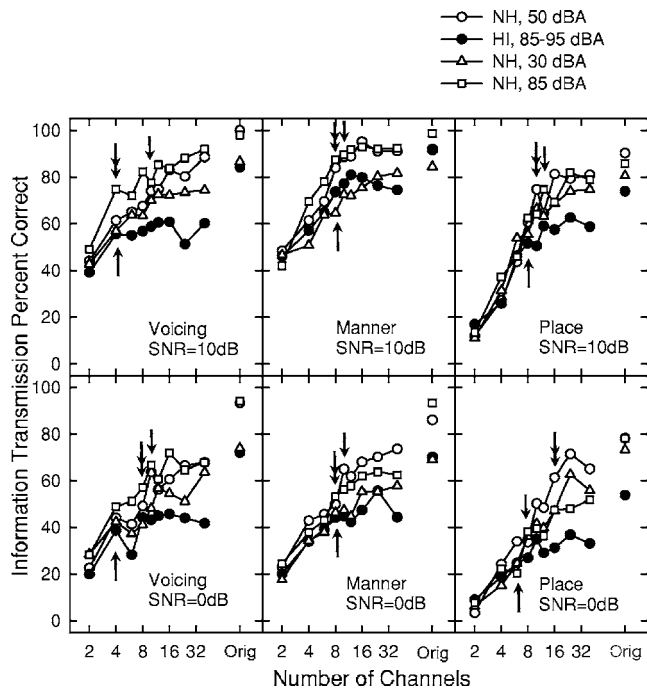 NH, 50 dBA
HI, 85-95 dBA
NH, 30 dBA
NH, 85 dBA
Information Transmission Percent Correct
100
80
60
40
20
0
Voicing
SNR=10dB
Manner
SNR=10dB
Place
SNR=10dB
100
80
60
40
20
0
Voicing
SNR=0dB
Manner
SNR=0dB
Place
SNR=0dB
2 4 8 16 32 Orig
2 4 8 16 32 Orig
2 4 8 16 32 Orig
Number of Channels